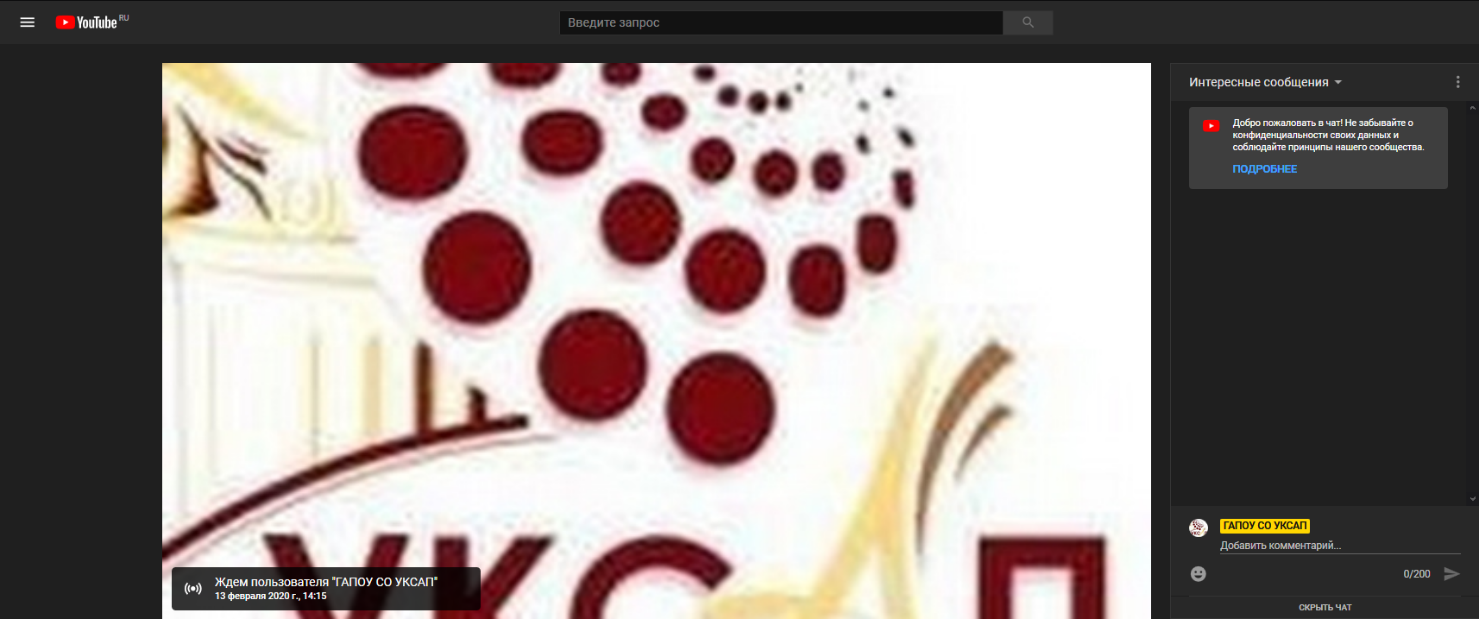 YouTube RU
Введите запрос
Интересные сообщения
Добро пожаловать в чат! Не забывайте о
конфиденциальности своих данных и
соблюдайте принципы нашего сообщества.
ПОДРОБНЕЕ
УКС П
Ждем пользователя "ГАПОУ СО УКСАП"
13 февраля 2020 г., 14:15
ГАПОУ СО УКСАП
Добавить комментарий...
0/200
СКРЫТЬ ЧАТ